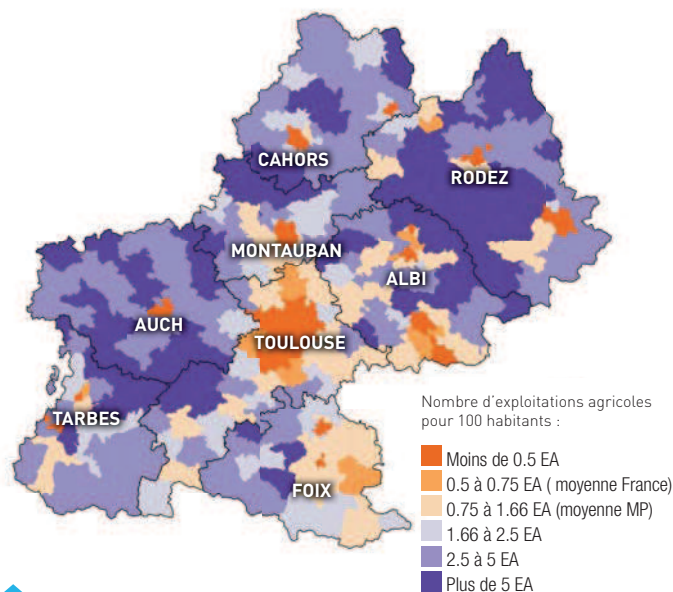 CAHORS
RODEZ
MONTAUBAN
ALBI
AUCH
TOULOUSE
TARBES
FOIX
Nombre d'exploitations agricoles
pour 100 habitants :
Moins de 0.5 EA
0.5 à 0.75 EA ( moyenne France)
0.75 à 1.66 EA (moyenne MP)
1.66 à 2.5 EA
2.5 à 5 EA
Plus de 5 EA